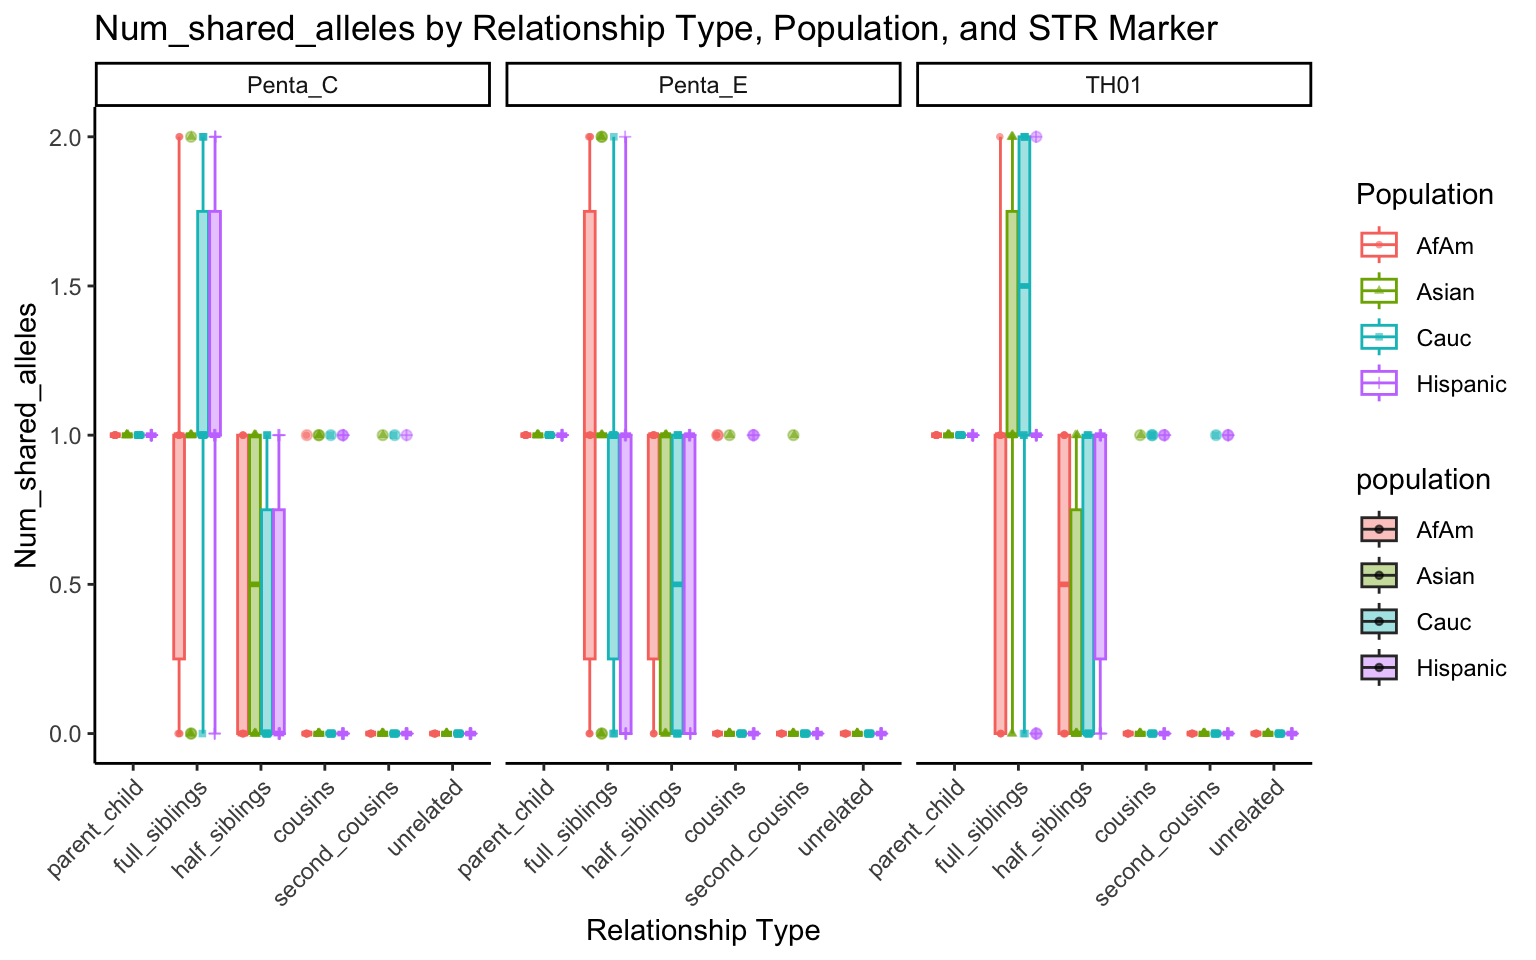 Num_shared_alleles by Relationship Type, Population, and STR Marker
Penta_C
Penta_E
TH01
Num_shared_alleles
2.0
1.5
1.0
0.5
0.0
parent_child
full_siblings
half_siblings
cousins
second_cousins
unrelated
parent_child
full_siblings
half_siblings
cousins
second_cousins
unrelated
parent_child
full_siblings
half_siblings
cousins
second_cousins
unrelated
Relationship Type
Population
AfAm
Asian
Cauc
Hispanic
population
AfAm
Asian
Cauc
Hispanic